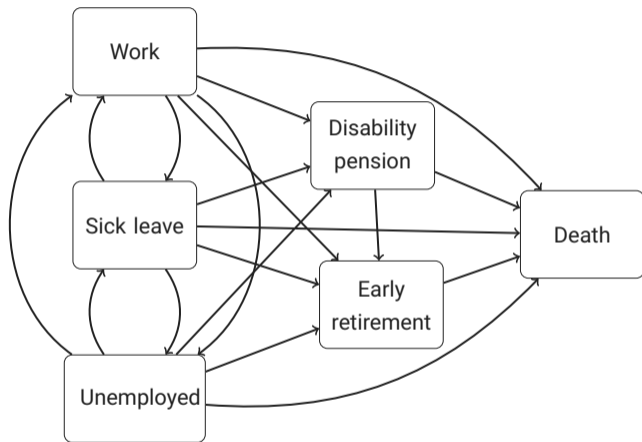 Work
Disability
pension
Sick leave
Death
Early
retirement
Unemployed